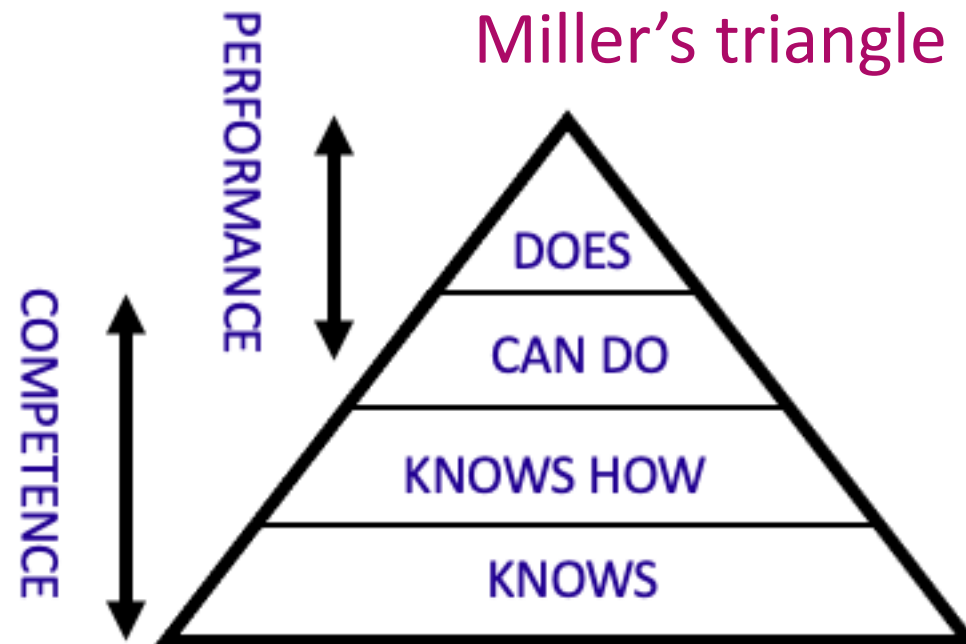 Miller’s triangle
PERFORMANCE
COMPETENCE
DOES
CAN DO
KNOWS HOW
KNOWS